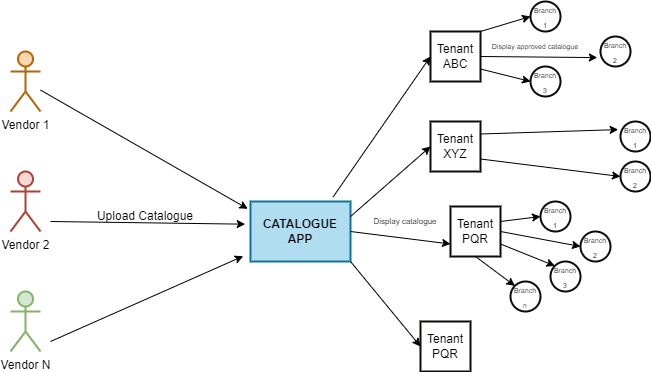 Vendor 1
Vendor 2
Vendor N
Upload Catalogue
CATALOGUE
APP
Tenant
ABC
Branch
1
Display approved catalogue
Branch
2
Branch
3
Tenant
XYZ
Branch
1
Branch
2
Display catalogue
Tenant
PQR
Branch
1
Branch
2
Branch
3
Branch
n
Tenant
PQR